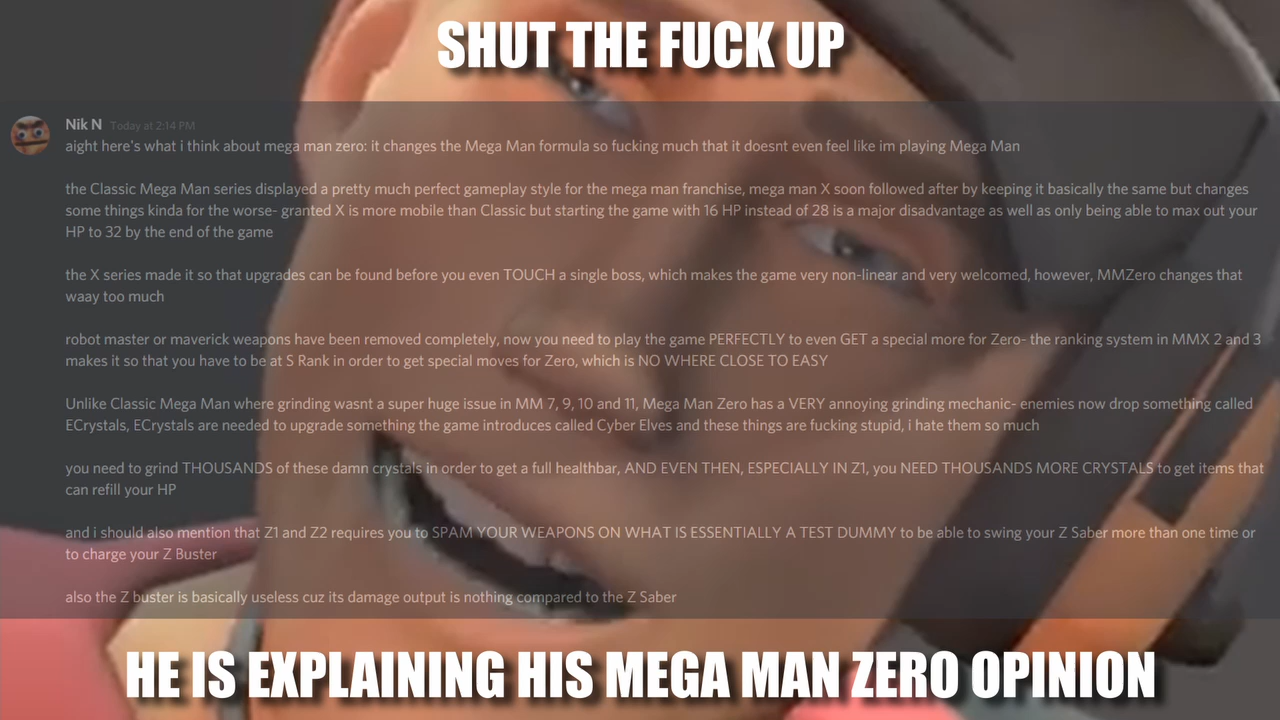 SHUT THE FUCK UP
Nik N Today at 2:14 PM
aight here's what i think about mega man zero: it changes the Mega Man formula so fucking much that it doesnt even feel like im playing Mega Man
the Classic Mega Man series displayed a pretty much perfect gameplay style for the mega man franchise, mega man X soon followed after by keeping it basically the same but changes
some things kinda for the worse- granted X is more mobile than Classic but starting the game with 16 HP instead of 28 is a major disadvantage as well as only being able to max out your
HP to 32 by the end of the game
the X series made it so that upgrades can be found before you even TOUCH a single boss, which makes the game very non-linear and very welcomed, however, MMZero changes that
waay too much
robot master or maverick weapons have been removed completely, now you need to play the game PERFECTLY to even GET a special more for Zero- the ranking system in MMX 2 and 3
makes it so that you have to be at S Rank in order to get special moves for Zero, which is NO WHERE CLOSE TO EASY
Unlike Classic Mega Man where grinding wasnt a super huge issue in MM 7, 9, 10 and 11, Mega Man Zero has a VERY annoying grinding mechanic- enemies now drop something called
ECrystals, ECrystals are needed to upgrade something the game introduces called Cyber Elves and these things are fucking stupid, i hate them so much
you need to grind THOUSANDS of these damn crystals in order to get a full healthbar, AND EVEN THEN, ESPECIALLY IN Z1, you NEED THOUSANDS MORE CRYSTALS to get items that
can refill your HP
and i should also mention that Z1 and Z2 requires you to SPAM YOUR WEAPONS ON WHAT IS ESSENTIALLY A TEST DUMMY to be able to swing your Z Saber more than one time or
to charge your Z Buster
also the Z buster is basically useless cuz its damage output is nothing compared to the Z Saber
HE IS EXPLAINING HIS MEGA MAN ZERO OPINION